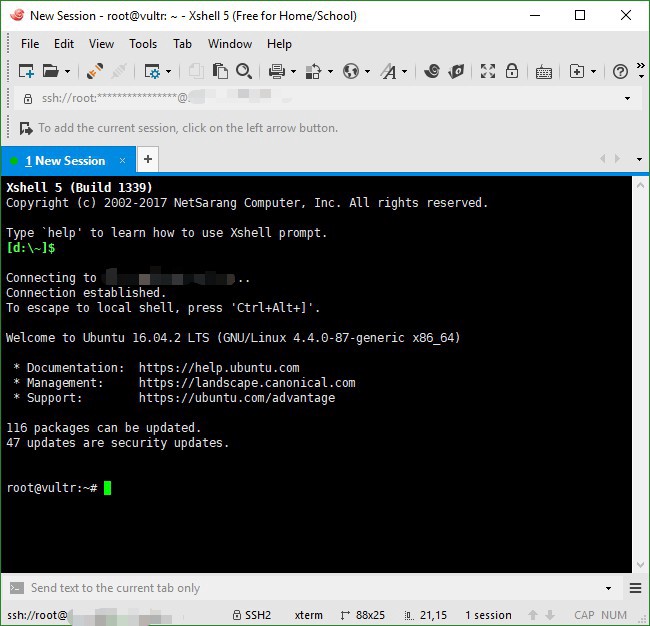 New Session - root@vultr: ~ - Xshell 5 (Free for Home/School)
File Edit View Tools Tab Window Help
ssh://root:****************@
To add the current session, click on the left arrow button.
1 New Session × +
Xshell 5 (Build 1339)
Copyright (c) 2002-2017 NetSarang Computer, Inc. All rights reserved.
Type `help' to learn how to use Xshell prompt.
[d:\~]$
Connecting to ..
Connection established.
To escape to local shell, press 'Ctrl+Alt+]'.
Welcome to Ubuntu 16.04.2 LTS (GNU/Linux 4.4.0-87-generic x86_64)
* Documentation: https://help.ubuntu.com
* Management: https://landscape.canonical.com
* Support: https://ubuntu.com/advantage
116 packages can be updated.
47 updates are security updates.
root@vultr:~#
Send text to the current tab only
ssh://root@ SSH2 xterm 88x25 21,15 1 session CAP NUM